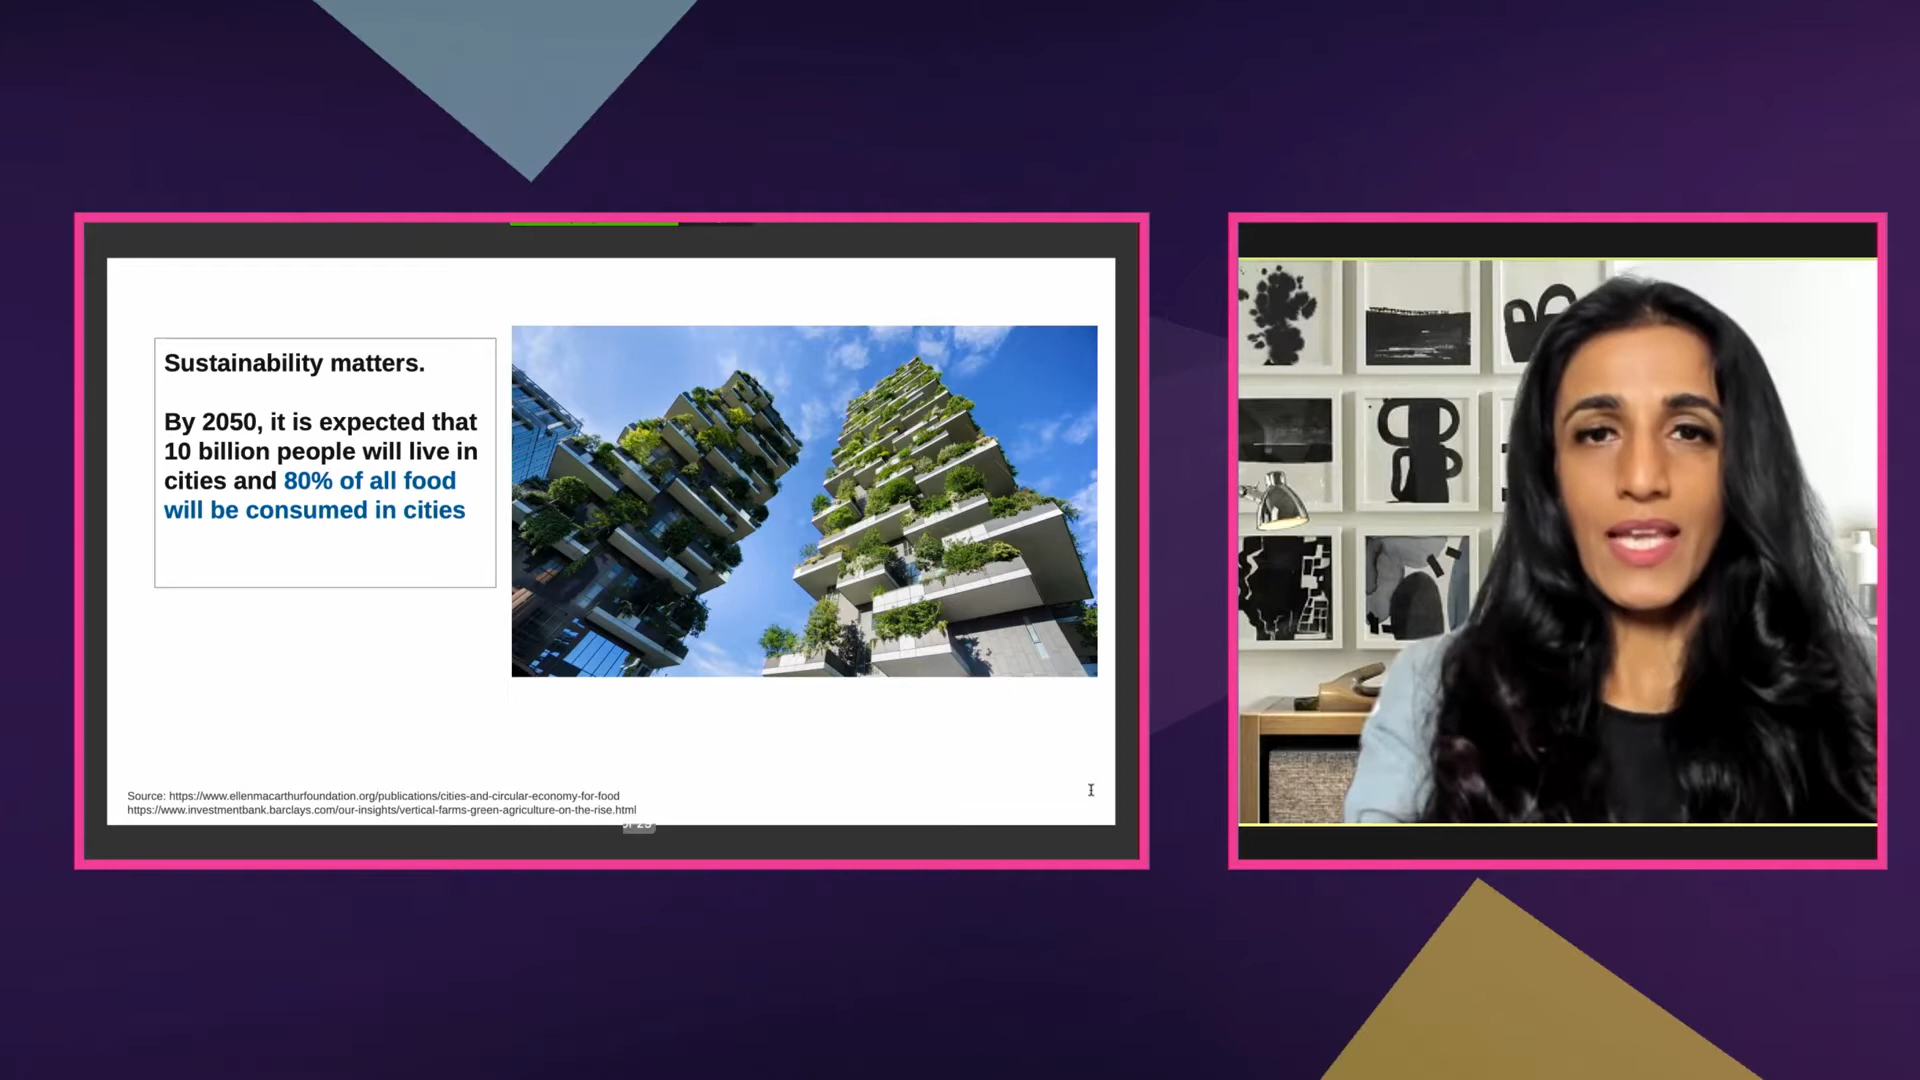 Sustainability matters.
By 2050, it is expected that
10 billion people will live in
cities and 80% of all food
will be consumed in cities
Source: https://www.ellenmacarthurfoundation.org/publications/cities-and-circular-economy-for-food
https://www.investmentbank.barclays.com/our-insights/vertical-farms-green-agriculture-on-the-rise.html